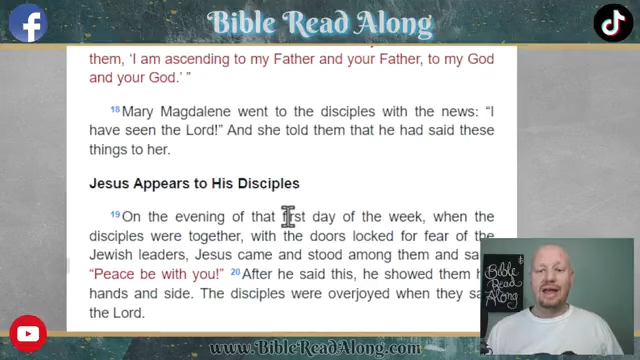 Bible Read Along
them, ‘I am ascending to my Father and your Father, to my God
and your God.’ ”
18 Mary Magdalene went to the disciples with the news: “I
have seen the Lord!” And she told them that he had said these
things to her.
Jesus Appears to His Disciples
19 On the evening of that first day of the week, when the
disciples were together, with the doors locked for fear of the
Jewish leaders, Jesus came and stood among them and
“Peace be with you!” 20 After he said this, he showed them
hands and side. The disciples were overjoyed when they
the Lord.
Bible
Read
Along
www.BibleReadAlong.com